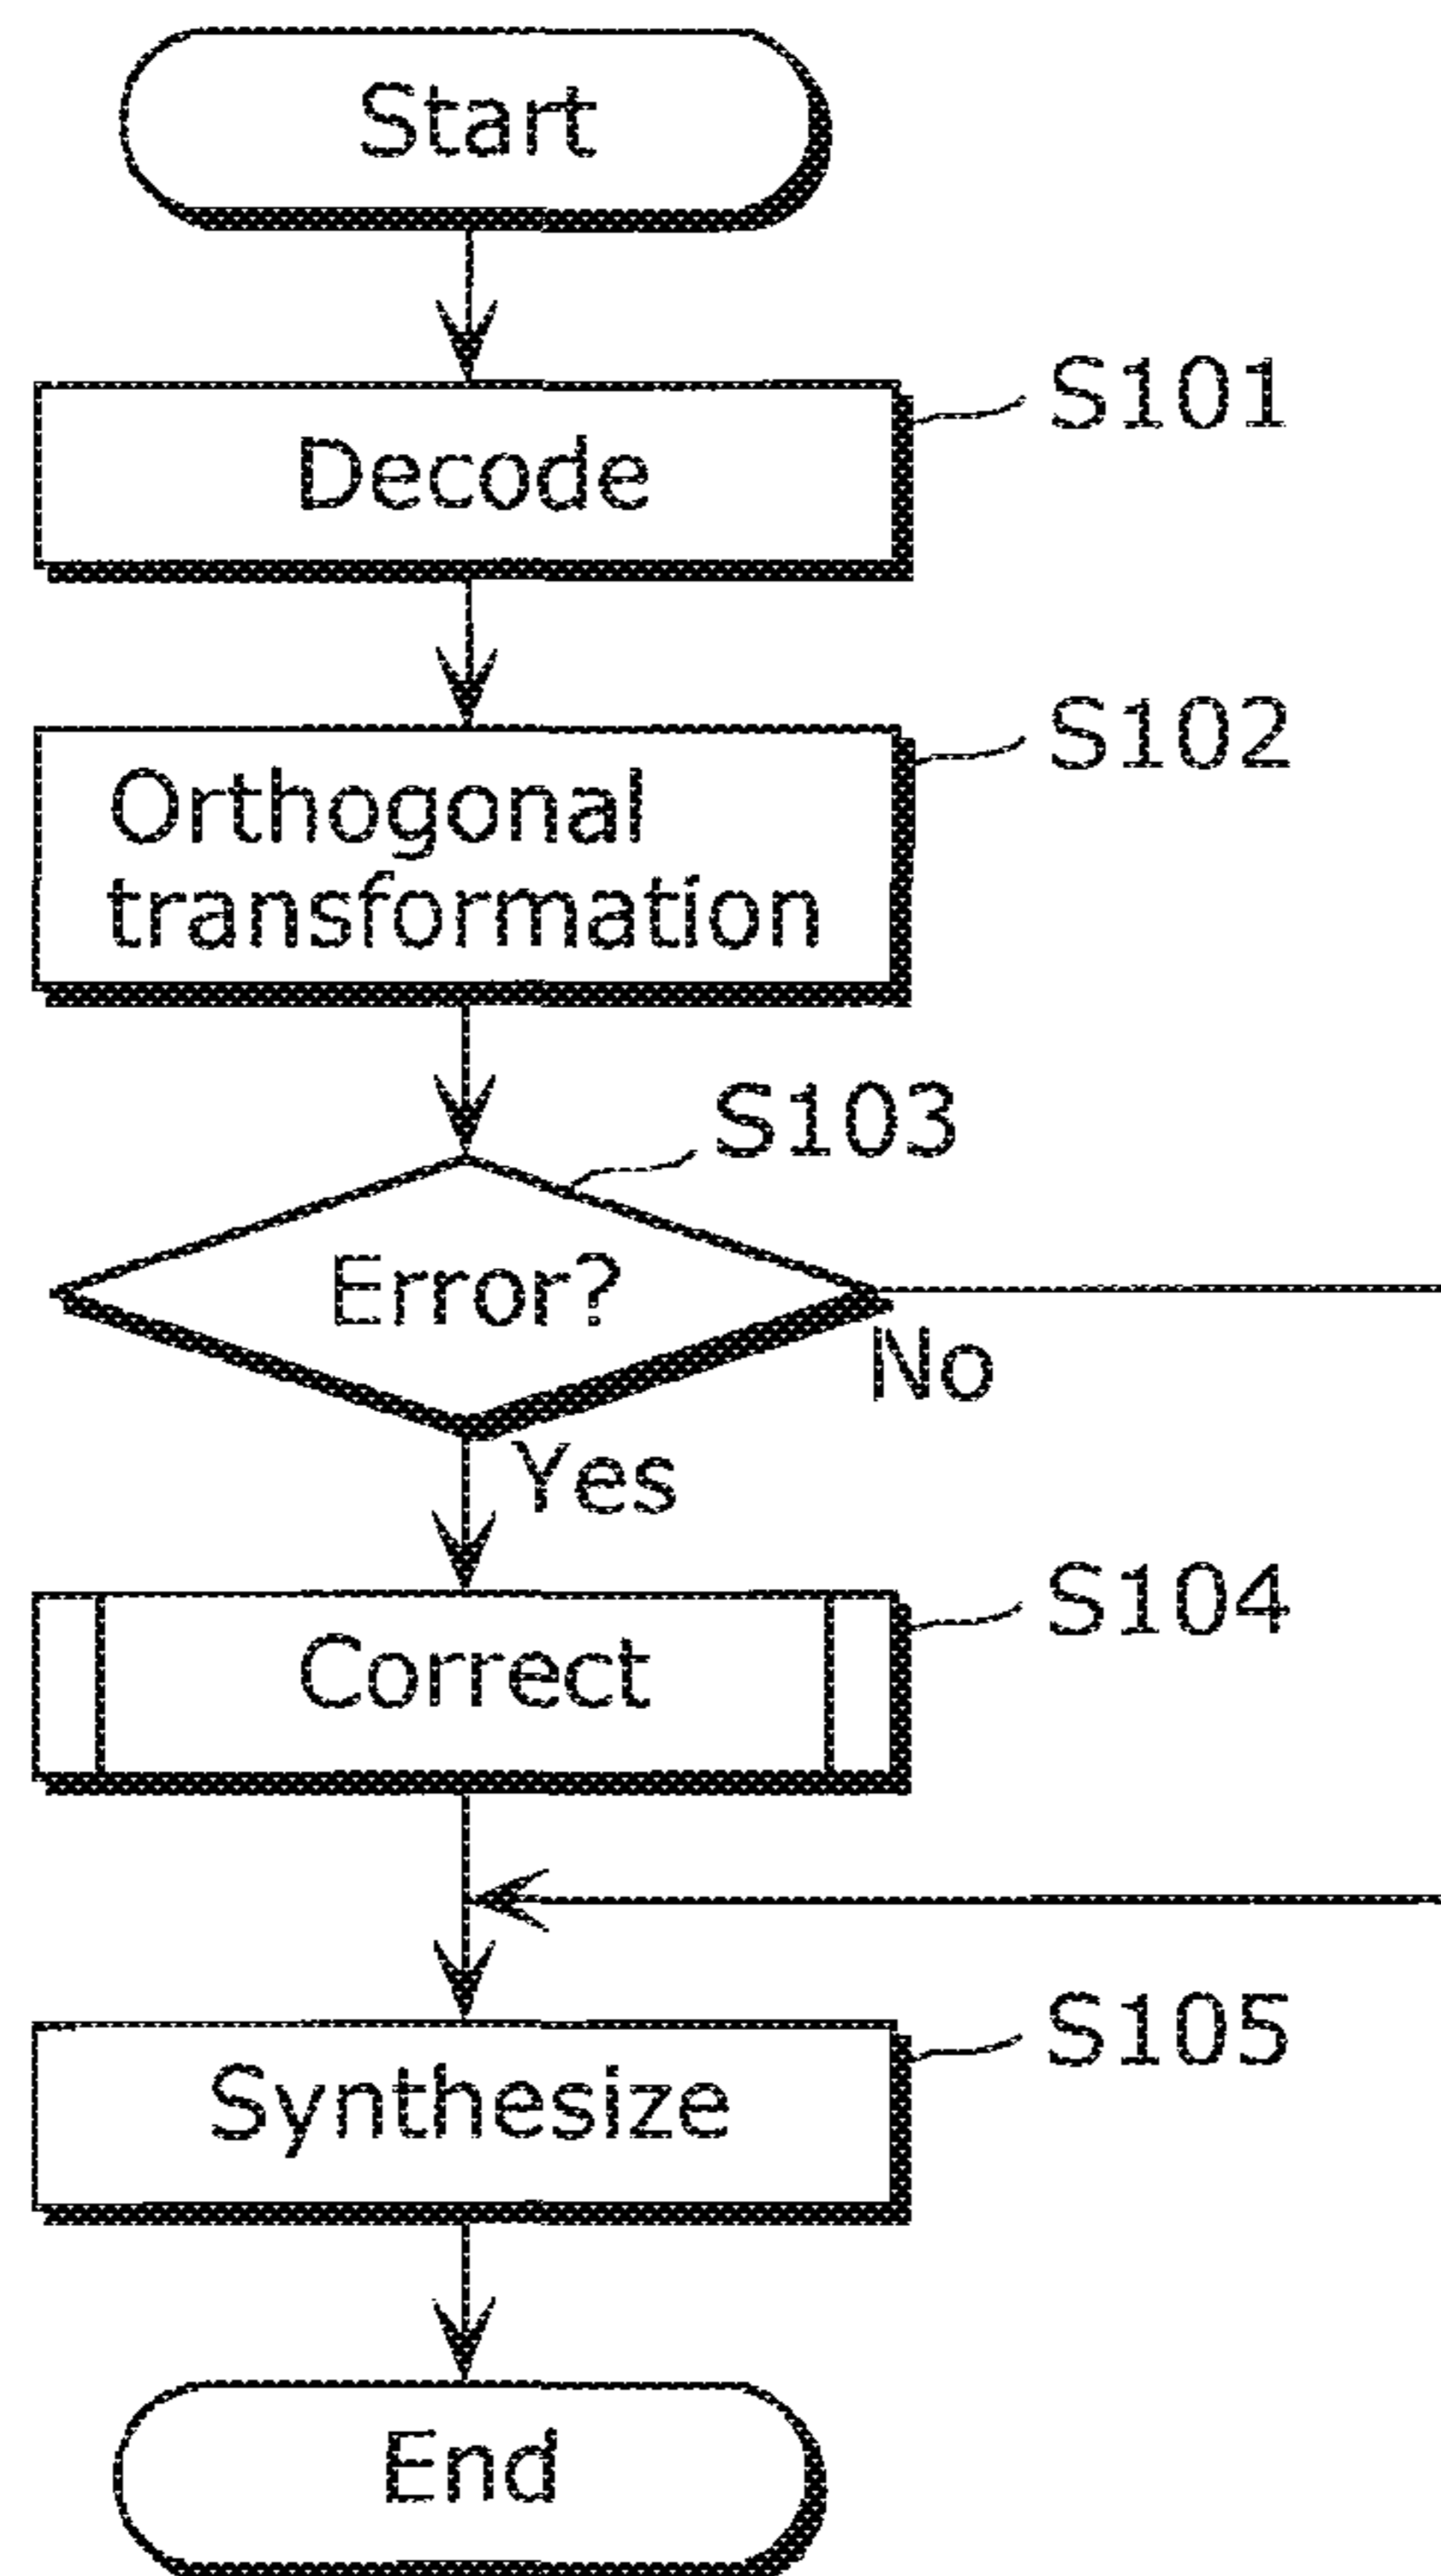 Start
Decode
S101
Orthogonal
transformation
S102
S103
Error?
No
Yes
Correct
S104
Synthesize
S105
End